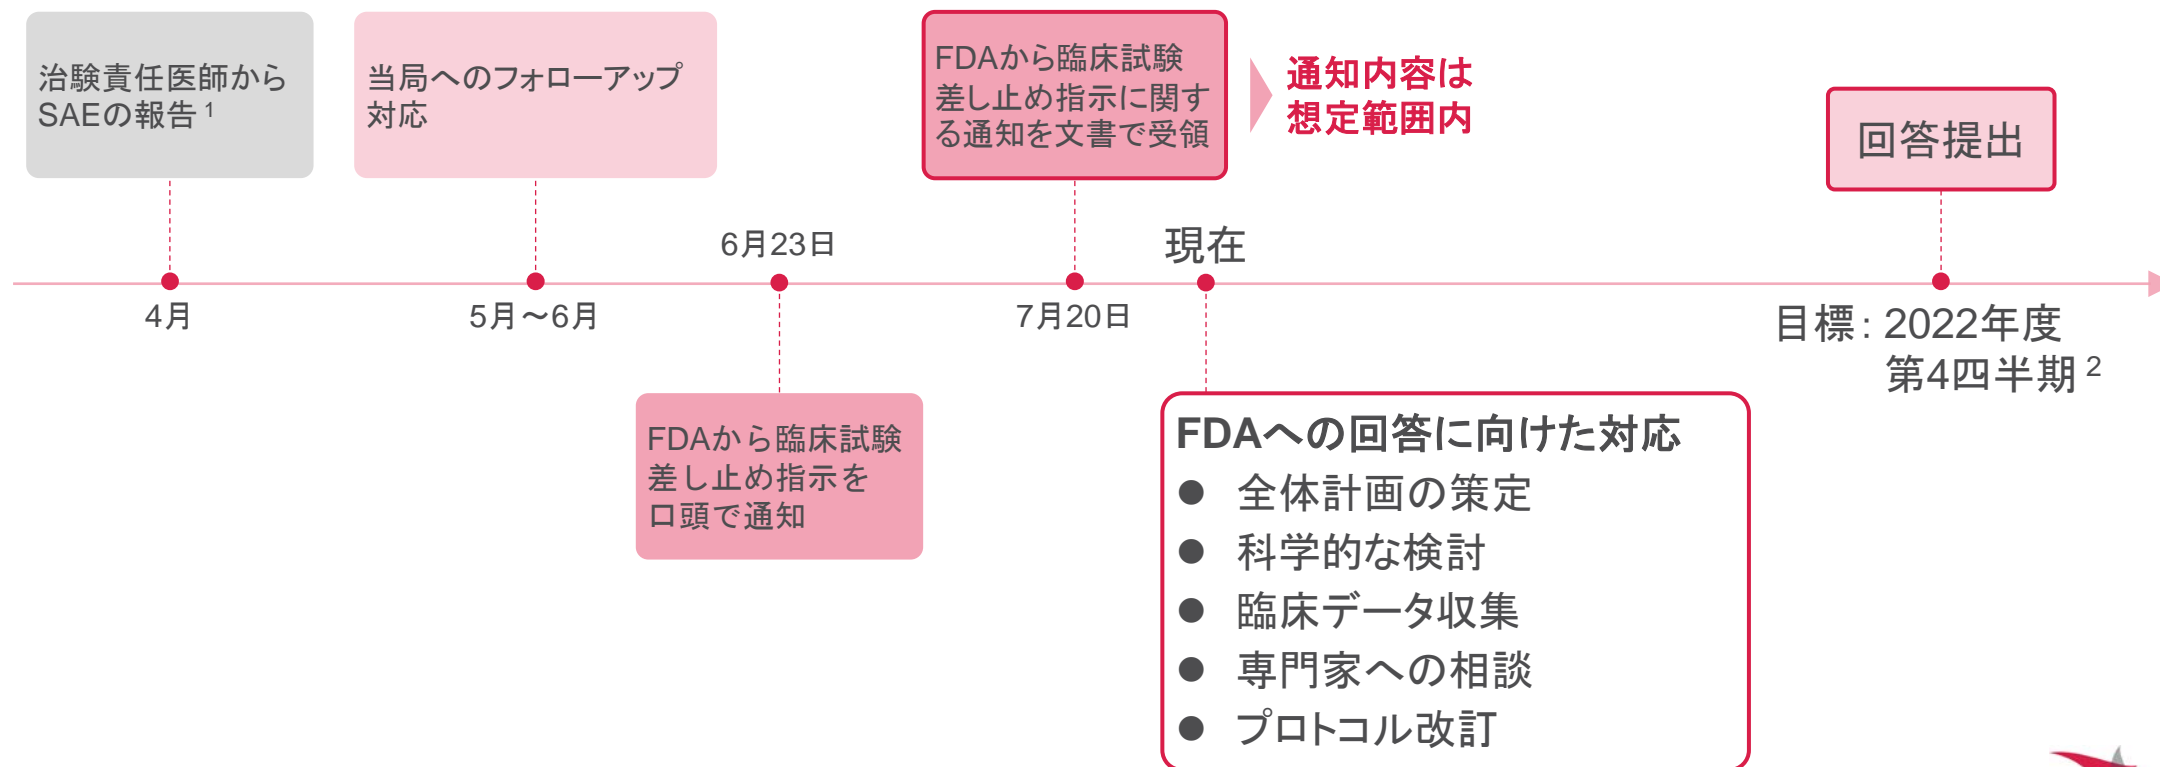 治験責任医師から
SAEの報告 1
当局へのフォローアップ
対応
FDAから臨床試験
差し止め指示に関す
る通知を文書で受領
通知内容は
想定範囲内
回答提出
6月23日
現在
4月
5月～6月
7月20日
目標： 2022年度
第4四半期 2
FDAから臨床試験
差し止め指示を
口頭で通知
FDAへの回答に向けた対応
● 全体計画の策定
● 科学的な検討
● 臨床データ収集
● 専門家への相談
● プロトコル改訂